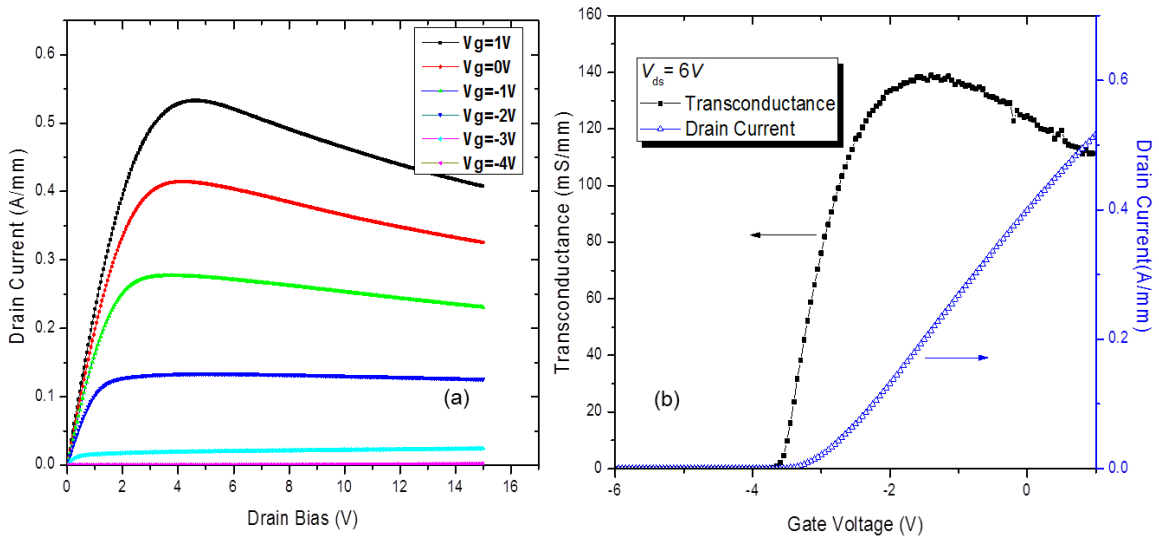 0.6
0.5
0.4
0.3
0.2
0.1
0.0
0 2 4 6 8 10 12 14 16
Drain Current (A/mm)
Drain Bias (V)
Vg=1V
Vg=0V
Vg=-1V
Vg=-2V
Vg=-3V
Vg=-4V
(a)
160
140
120
100
80
60
40
20
0
-6 -4 -2 0
Transconductance (mS/mm)
Gate Voltage (V)
Vds= 6V
Transconductance
Drain Current
(b)
0.6
0.4
0.2
0.0
Drain Current(A/mm)